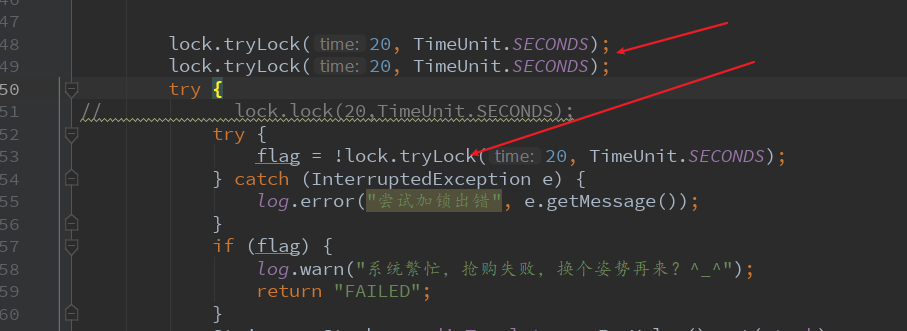 47
48 lock.tryLock( time: 20, TimeUnit.SECONDS);
49 lock.tryLock( time: 20, TimeUnit.SECONDS);
50 try {
51 // lock.lock(20,TimeUnit.SECONDS);
52 try {
53 flag = !lock.tryLock( time: 20, TimeUnit.SECONDS);
54 } catch (InterruptedException e) {
55 log.error("尝试加锁出错", e.getMessage());
56 }
57 if (flag) {
58 log.warn("系统繁忙, 抢购失败, 换个姿势再来? ^_^");
59 return "FAILED";
60 }